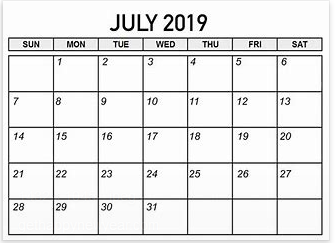 JULY 2019
SUN MON TUE WED THU FRI SAT
1 2 3 4 5 6
7 8 9 10 11 12 13
14 15 16 17 18 19 20
21 22 23 24 25 26 27
28 29 30 31